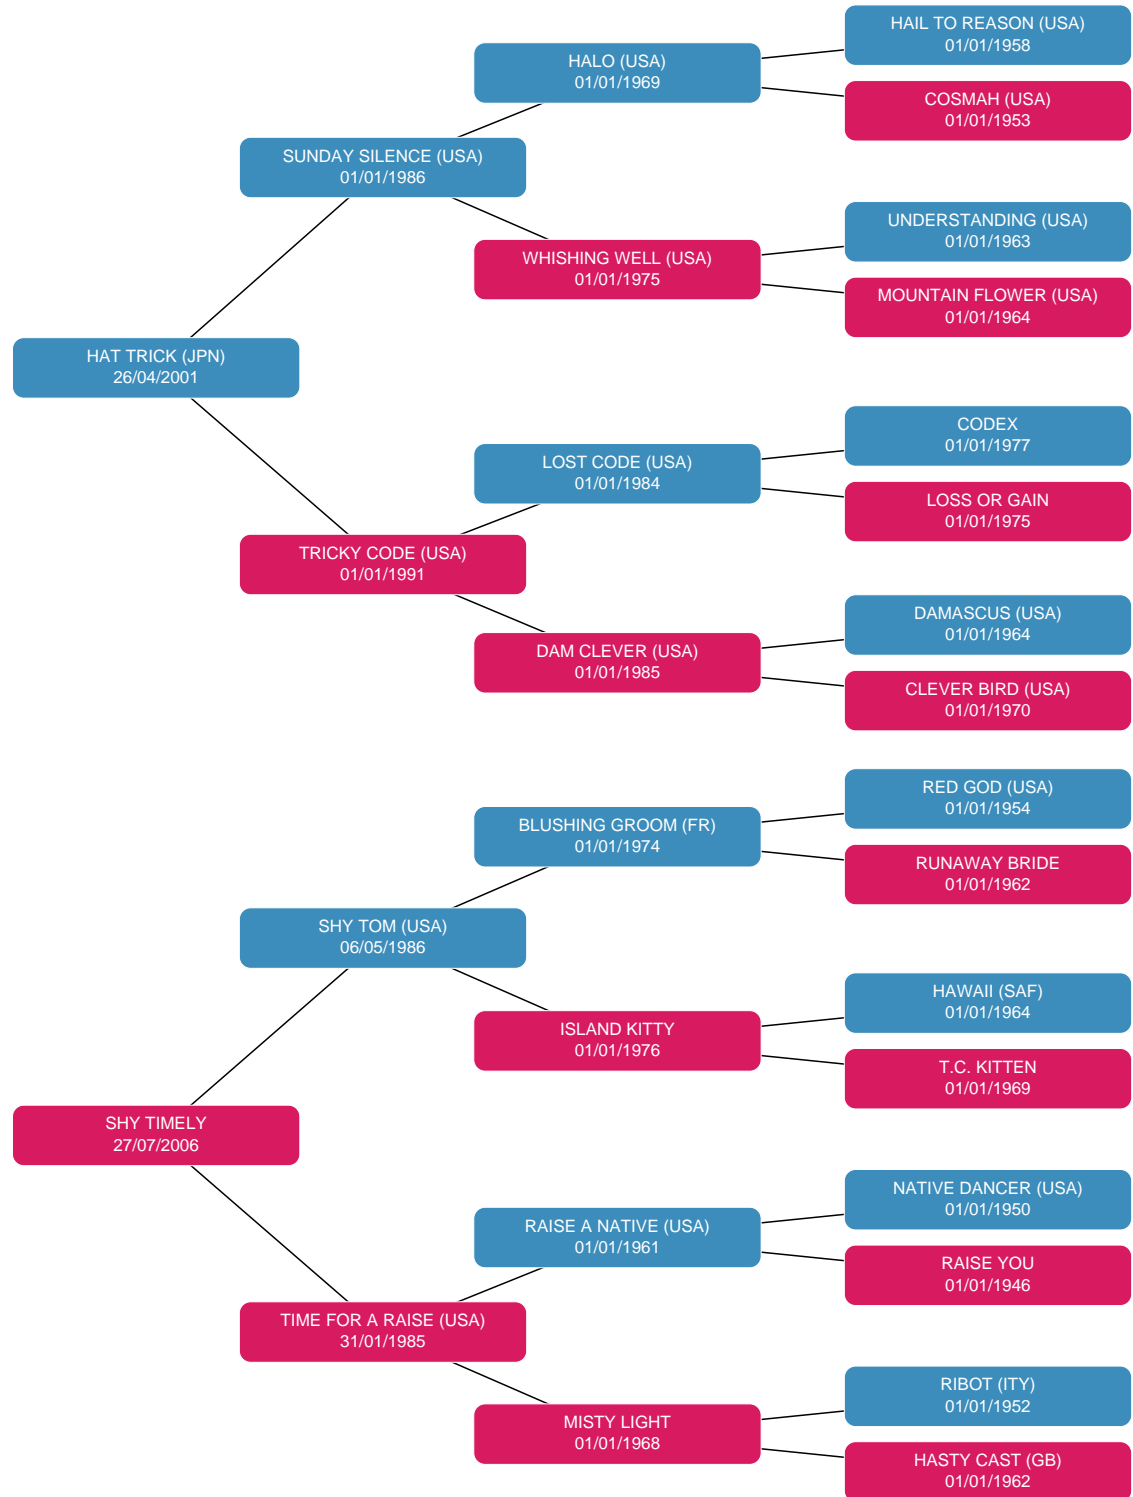 HAIL TO REASON (USA)
01/01/1958
HALO (USA)
01/01/1969
COSMAH (USA)
01/01/1953
SUNDAY SILENCE (USA)
01/01/1986
UNDERSTANDING (USA)
01/01/1963
WHISHING WELL (USA)
01/01/1975
MOUNTAIN FLOWER (USA)
01/01/1964
HAT TRICK (JPN)
26/04/2001
CODEX
01/01/1977
LOST CODE (USA)
01/01/1984
LOSS OR GAIN
01/01/1975
TRICKY CODE (USA)
01/01/1991
DAMASCUS (USA)
01/01/1964
DAM CLEVER (USA)
01/01/1985
CLEVER BIRD (USA)
01/01/1970
RED GOD (USA)
01/01/1954
BLUSHING GROOM (FR)
01/01/1974
RUNAWAY BRIDE
01/01/1962
SHY TOM (USA)
06/05/1986
HAWAII (SAF)
01/01/1964
ISLAND KITTY
01/01/1976
T.C. KITTEN
01/01/1969
SHY TIMELY
27/07/2006
NATIVE DANCER (USA)
01/01/1950
RAISE A NATIVE (USA)
01/01/1961
RAISE YOU
01/01/1946
TIME FOR A RAISE (USA)
31/01/1985
RIBOT (ITY)
01/01/1952
MISTY LIGHT
01/01/1968
HASTY CAST (GB)
01/01/1962